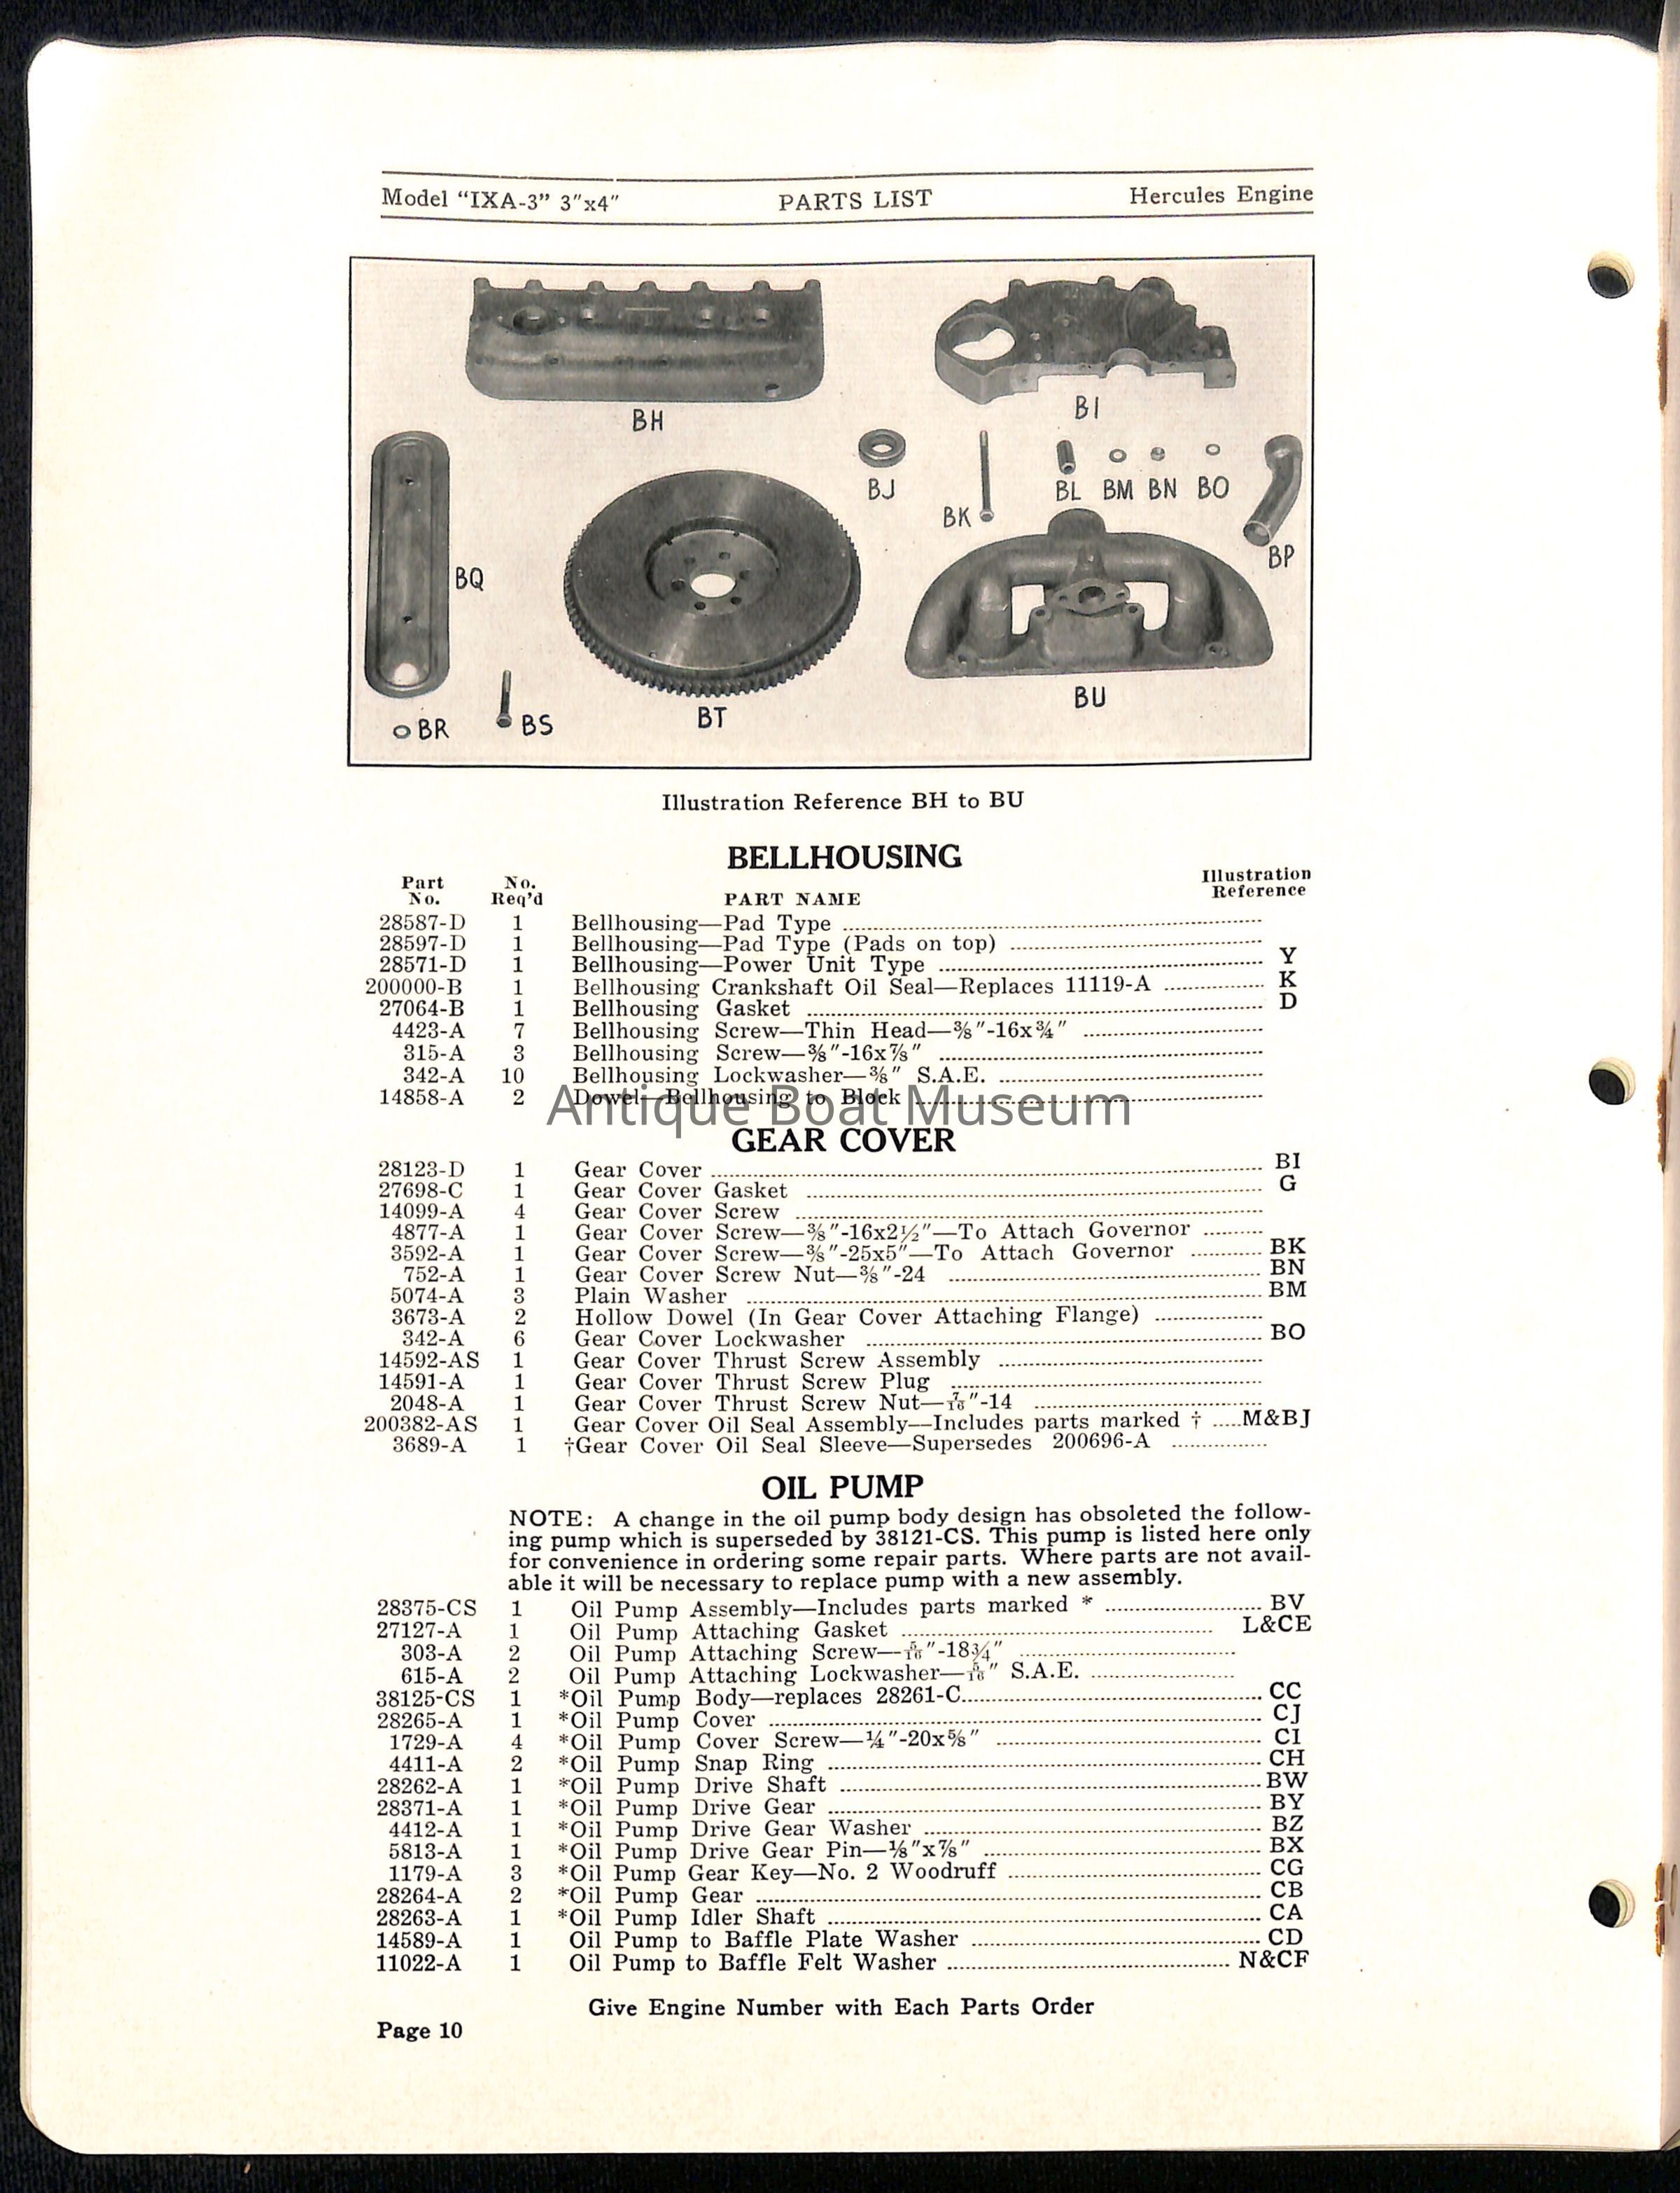 Model “IXA-3” 3″x4″ PARTS LIST Hercules Engine
BH
BI
BJ
BK
BL BM BN BO
BP
BQ
BR
BS
BT
BU
Illustration Reference BH to BU
BELLHOUSING
Part No. No. Req'd PART NAME Illustration Reference
28587-D 1 Bellhousing—Pad Type
28597-D 1 Bellhousing—Pad Type (Pads on top)
28571-D 1 Bellhousing—Power Unit Type Y
200000-B 1 Bellhousing Crankshaft Oil Seal—Replaces 11119-A K
27064-B 1 Bellhousing Gasket D
4423-A 7 Bellhousing Screw—Thin Head—⅜″-16x¾″
315-A 3 Bellhousing Screw—⅜″-16x⅞″
342-A 10 Bellhousing Lockwasher—⅜″ S.A.E.
14858-A 2 Dowel—Bellhousing to Block
Antique Boat Museum
GEAR COVER
28123-D 1 Gear Cover BI
27698-C 1 Gear Cover Gasket G
14099-A 4 Gear Cover Screw
4877-A 1 Gear Cover Screw—⅜″-16x2½″—To Attach Governor
3592-A 1 Gear Cover Screw—⅜″-25x5″—To Attach Governor BK
752-A 1 Gear Cover Screw Nut—⅜″-24 BN
5074-A 3 Plain Washer BM
3673-A 2 Hollow Dowel (In Gear Cover Attaching Flange)
342-A 6 Gear Cover Lockwasher BO
14592-AS 1 Gear Cover Thrust Screw Assembly
14591-A 1 Gear Cover Thrust Screw Plug
2048-A 1 Gear Cover Thrust Screw Nut—7/16″-14
200382-AS 1 Gear Cover Oil Seal Assembly—Includes parts marked † M&BJ
3689-A 1 †Gear Cover Oil Seal Sleeve—Supersedes 200696-A
OIL PUMP
NOTE: A change in the oil pump body design has obsoleted the follow-
ing pump which is superseded by 38121-CS. This pump is listed here only
for convenience in ordering some repair parts. Where parts are not avail-
able it will be necessary to replace pump with a new assembly.
28375-CS 1 Oil Pump Assembly—Includes parts marked * BV
27127-A 1 Oil Pump Attaching Gasket L&CE
303-A 2 Oil Pump Attaching Screw—5/16″-18¾″
615-A 2 Oil Pump Attaching Lockwasher—5/16″ S.A.E.
38125-CS 1 *Oil Pump Body—replaces 28261-C CC
28265-A 1 *Oil Pump Cover CJ
1729-A 4 *Oil Pump Cover Screw—¼″-20x⅝″ CI
4411-A 2 *Oil Pump Snap Ring CH
28262-A 1 *Oil Pump Drive Shaft BW
28371-A 1 *Oil Pump Drive Gear BY
4412-A 1 *Oil Pump Drive Gear Washer BZ
5813-A 1 *Oil Pump Drive Gear Pin—⅛″x⅞″ BX
1179-A 3 *Oil Pump Gear Key—No. 2 Woodruff CG
28264-A 2 *Oil Pump Gear CB
28263-A 1 *Oil Pump Idler Shaft CA
14589-A 1 Oil Pump to Baffle Plate Washer CD
11022-A 1 Oil Pump to Baffle Felt Washer N&CF
Give Engine Number with Each Parts Order
Page 10